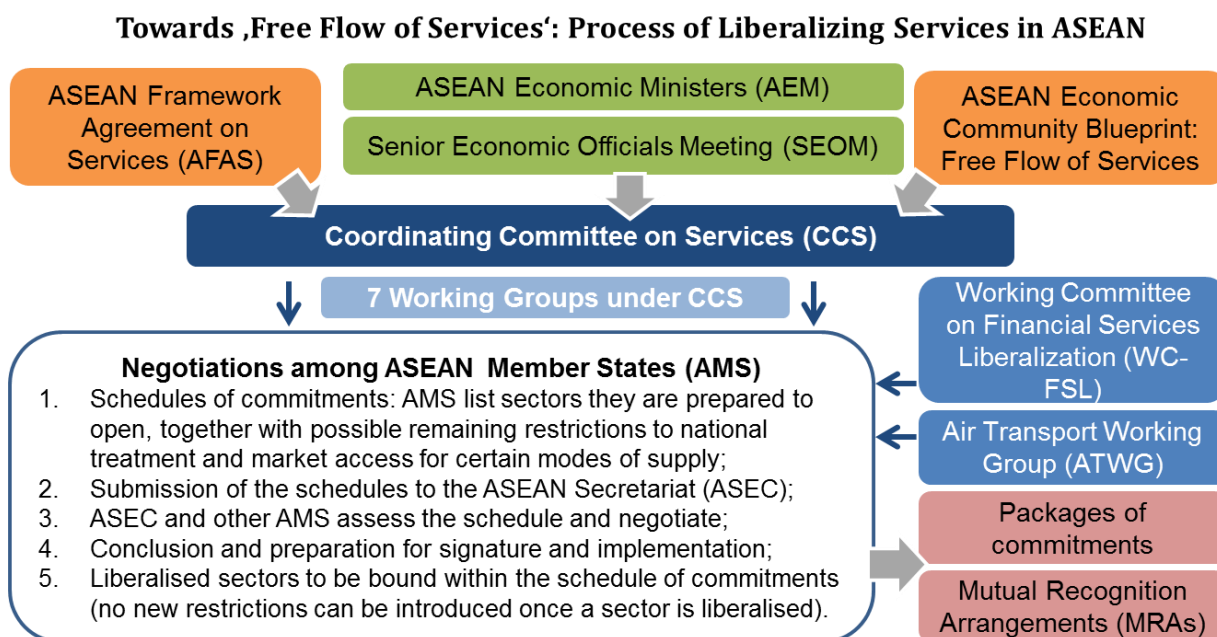 Towards ‚Free Flow of Services‘: Process of Liberalizing Services in ASEAN
ASEAN Framework
Agreement on
Services (AFAS)
ASEAN Economic Ministers (AEM)
Senior Economic Officials Meeting (SEOM)
ASEAN Economic
Community Blueprint:
Free Flow of Services
Coordinating Committee on Services (CCS)
7 Working Groups under CCS
Negotiations among ASEAN Member States (AMS)
1. Schedules of commitments: AMS list sectors they are prepared to
open, together with possible remaining restrictions to national
treatment and market access for certain modes of supply;
2. Submission of the schedules to the ASEAN Secretariat (ASEC);
3. ASEC and other AMS assess the schedule and negotiate;
4. Conclusion and preparation for signature and implementation;
5. Liberalised sectors to be bound within the schedule of commitments
(no new restrictions can be introduced once a sector is liberalised).
Working Committee
on Financial Services
Liberalization (WC-
FSL)
Air Transport Working
Group (ATWG)
Packages of
commitments
Mutual Recognition
Arrangements (MRAs)